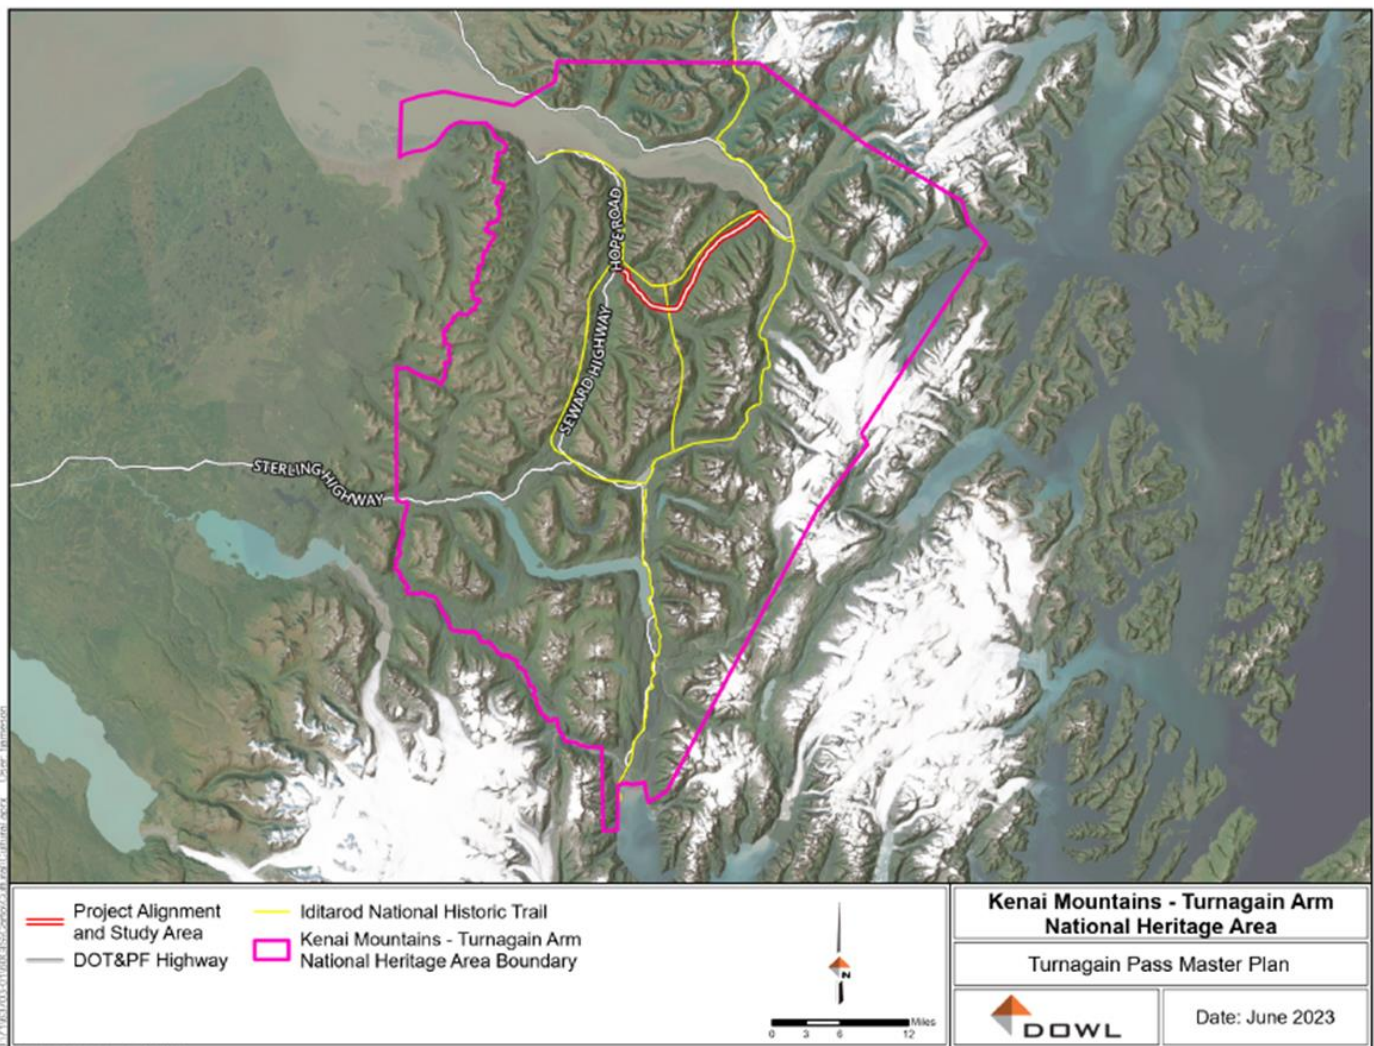 HOPE ROAD
SEWARD HIGHWAY
STERLING HIGHWAY
Project Alignment
and Study Area
DOT&PF Highway
Iditarod National Historic Trail
Kenai Mountains - Turnagain Arm
National Heritage Area Boundary
N
Miles
0 3 6 12
Kenai Mountains - Turnagain Arm
National Heritage Area
Turnagain Pass Master Plan
DOWL
Date: June 2023